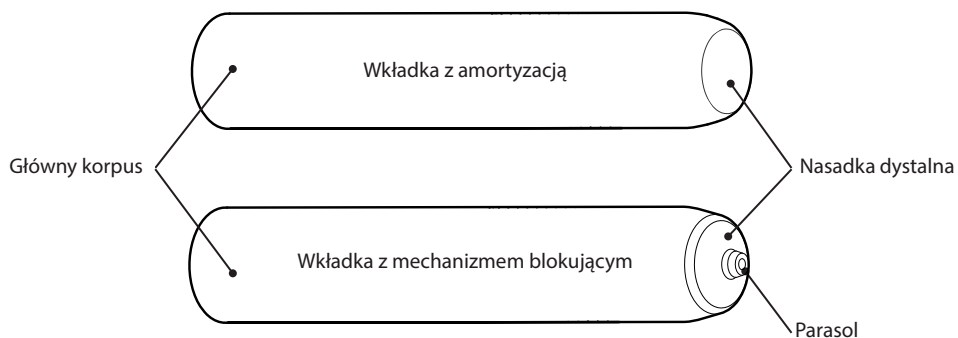 Wkładka z amortyzacją
Główny korpus
Nasadka dystalna
Wkładka z mechanizmem blokującym
Parasol